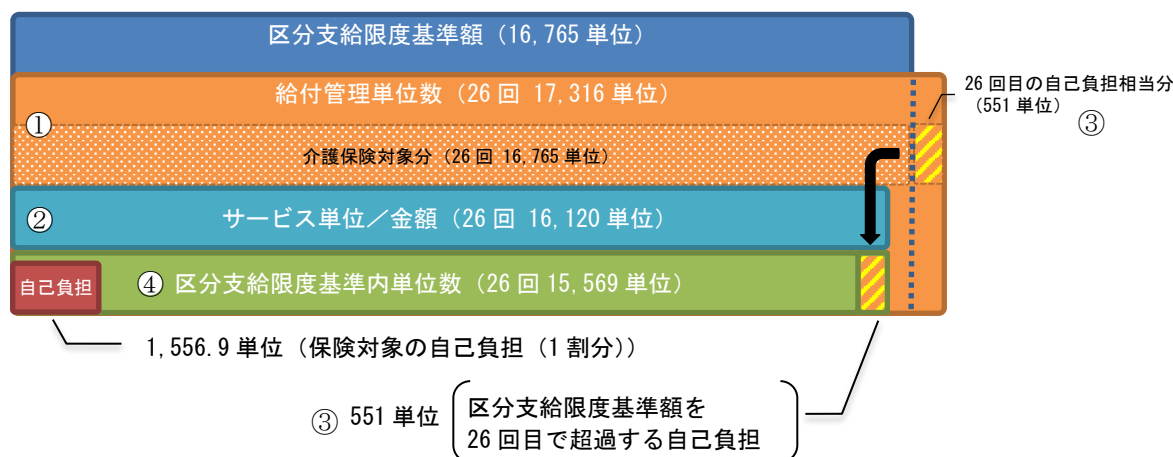 区分支給限度基準額（16,765 単位）
給付管理単位数（26 回 17,316 単位）
26 回目の自己負担相当分
（551 単位）
③
①
介護保険対象分（26 回 16,765 単位）
② サービス単位／金額（26 回 16,120 単位）
自己負担 ④ 区分支給限度基準内単位数（26 回 15,569 単位）
1,556.9 単位（保険対象の自己負担（1 割分））
③ 551 単位
区分支給限度基準額を
26 回目で超過する自己負担